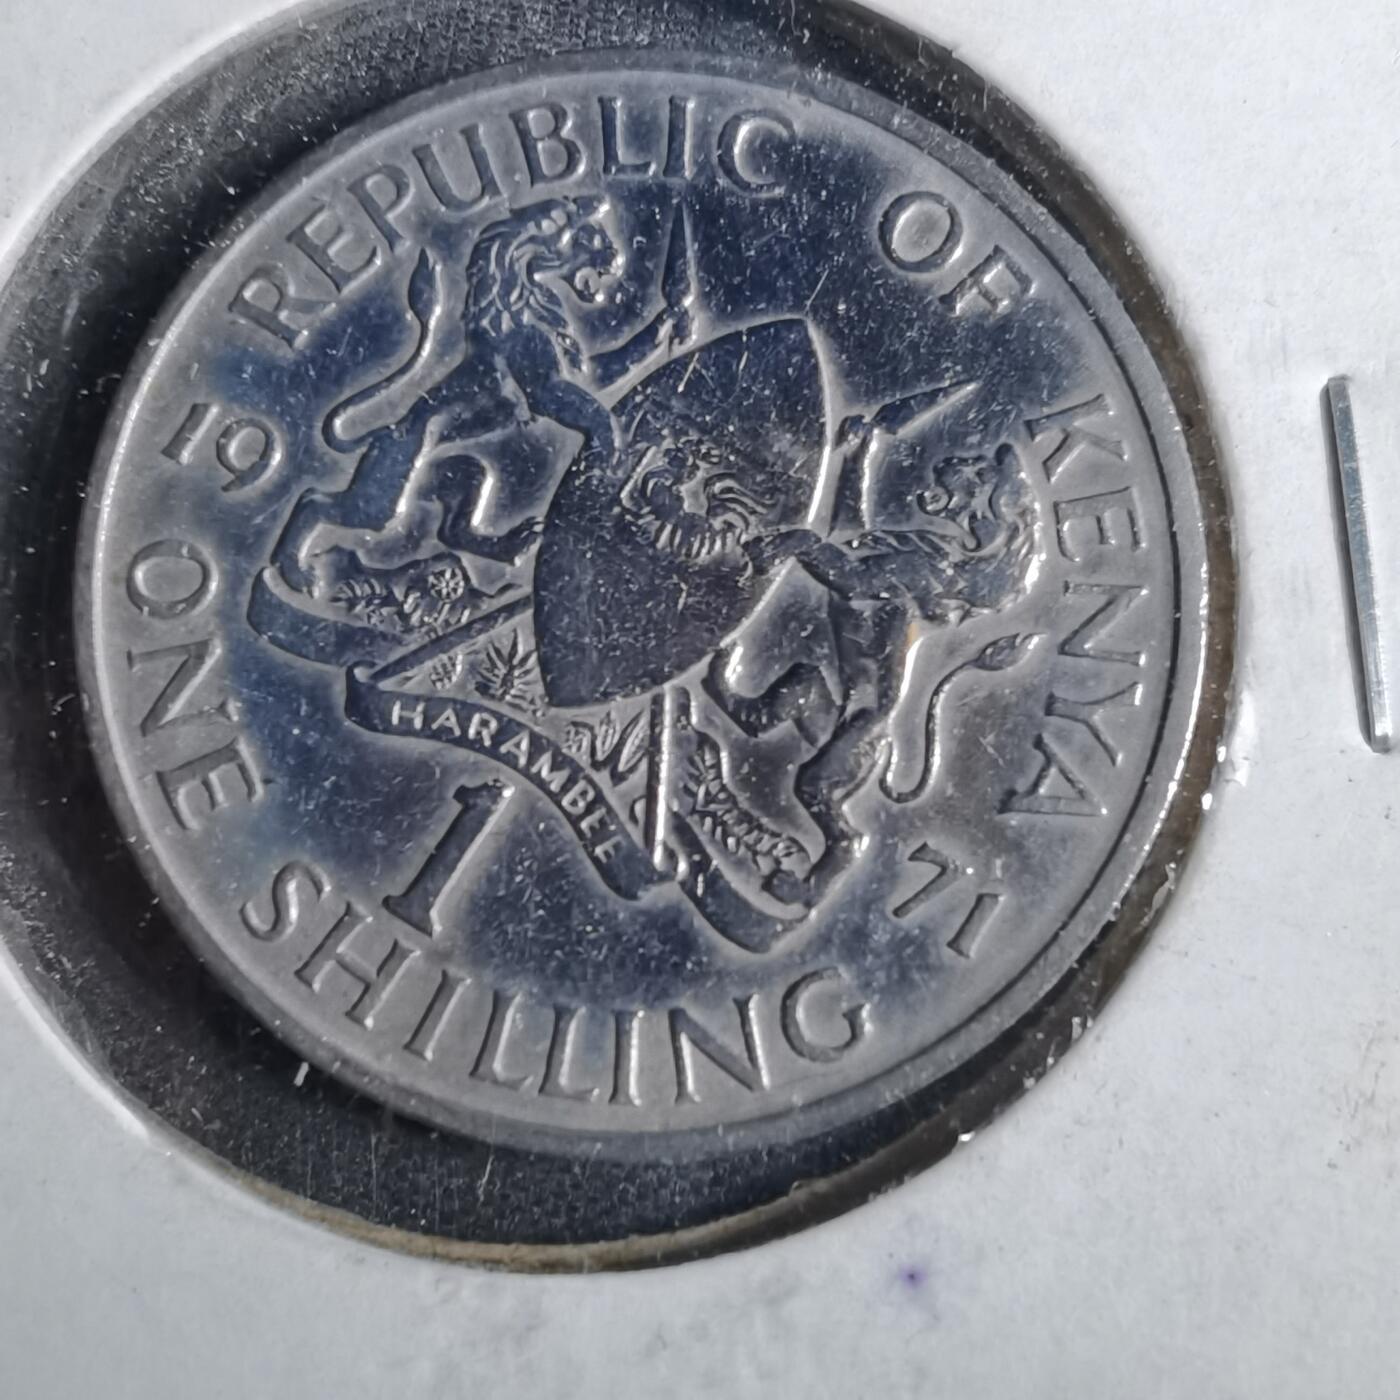 REPUBLIC OF KENYA
19 71
HARAMBEE
1
ONE SHILLING